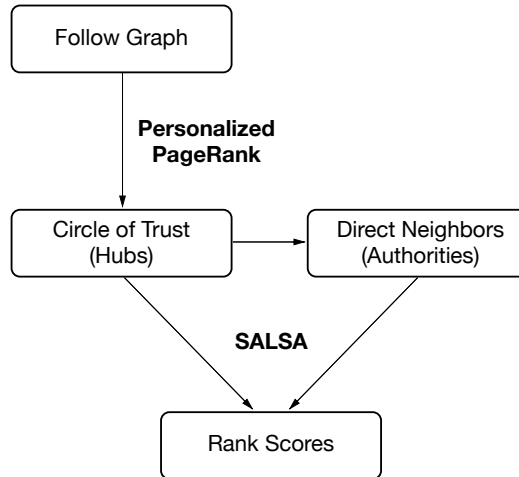 Follow Graph
Personalized
PageRank
Circle of Trust
(Hubs)
Direct Neighbors
(Authorities)
SALSA
Rank Scores